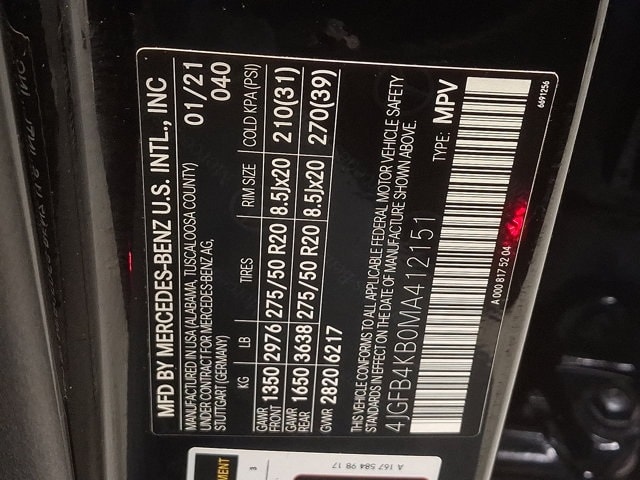 MFD BY MERCEDES-BENZ U.S. INTL., INC
MANUFACTURED IN USA (ALABAMA, TUSCALOOSA COUNTY) 01/21
UNDER CONTRACT FOR MERCEDES BENZ AG, 040
STUTTGART (GERMANY)
KG LB TIRES RIM SIZE COLD KPA (PSI)
GAWR FRONT 1350 2976 275/50 R20 8.5Jx20 210(31)
GAWR REAR 1650 3638 275/50 R20 8.5Jx20 270(39)
GVWR 2820 6217
THIS VEHICLE CONFORMS TO ALL APPLICABLE FEDERAL MOTOR VEHICLE SAFETY
STANDARDS IN EFFECT ON THE DATE OF MANUFACTURE SHOWN ABOVE.
4JGFB4KB0MA412151 TYPE: MPV
A 000 817 52 04
6691256
A 167 584 98 17
3